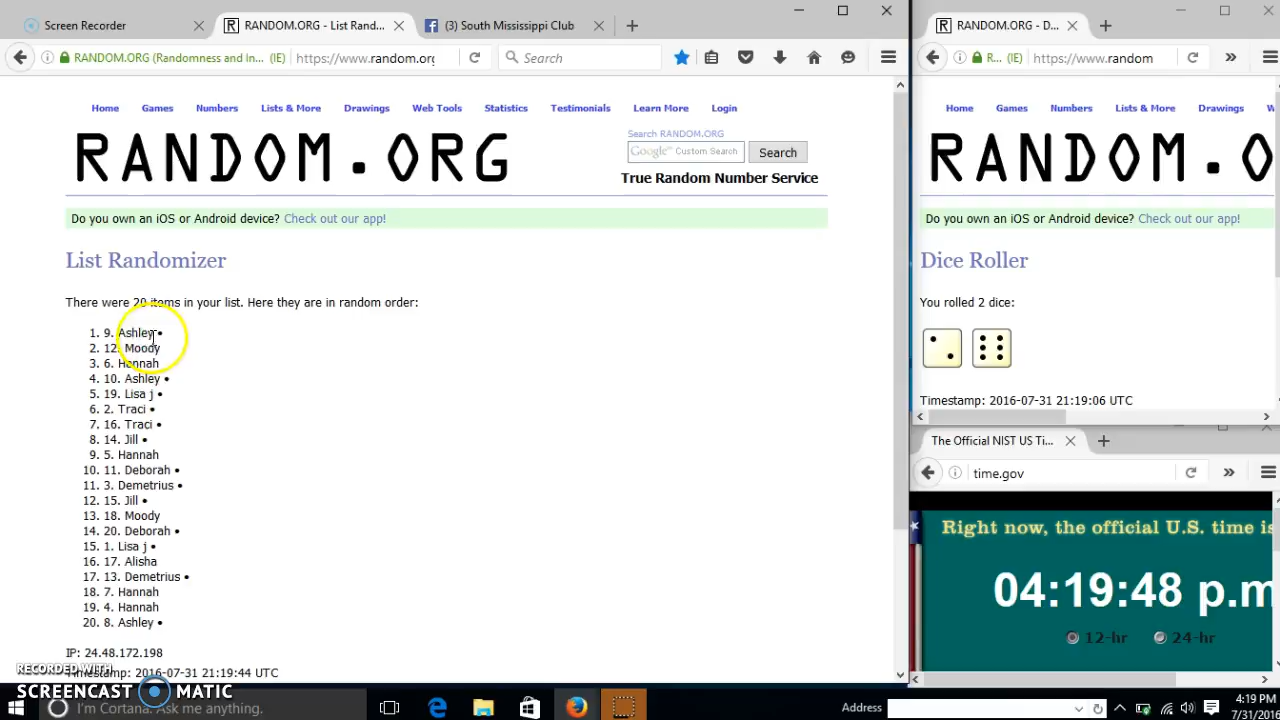 Screen Recorder
RANDOM.ORG - List Rand...
(3) South Mississippi Club
RANDOM.ORG - D...
RANDOM.ORG (Randomness and In... (IE)
https://www.random.org
Search
R... (IE)
https://www.random
Home Games Numbers Lists & More Drawings Web Tools Statistics Testimonials Learn More Login
Home Games Numbers Lists & More Drawings W
Search RANDOM.ORG
Google™ Custom Search
Search
RANDOM.ORG
True Random Number Service
RANDOM.O
Do you own an iOS or Android device? Check out our app!
Do you own an iOS or Android device? Check out our app!
List Randomizer
There were 20 items in your list. Here they are in random order:
1. 9. Ashley •
2. 12. Moody
3. 6. Hannah
4. 10. Ashley •
5. 19. Lisa j •
6. 2. Traci •
7. 16. Traci •
8. 14. Jill •
9. 5. Hannah
10. 11. Deborah •
11. 3. Demetrius •
12. 15. Jill •
13. 18. Moody
14. 20. Deborah •
15. 1. Lisa j •
16. 17. Alisha
17. 13. Demetrius •
18. 7. Hannah
19. 4. Hannah
20. 8. Ashley •
IP: 24.48.172.198
Timestamp: 2016-07-31 21:19:44 UTC
Dice Roller
You rolled 2 dice:
Timestamp: 2016-07-31 21:19:06 UTC
The Official NIST US Ti...
time.gov
Right now, the official U.S. time is
04:19:48 p.m
12-hr 24-hr
RECORDED WITH
SCREENCAST MATIC
I'm Cortana. Ask me anything.
Address
4:19 PM
7/31/2016